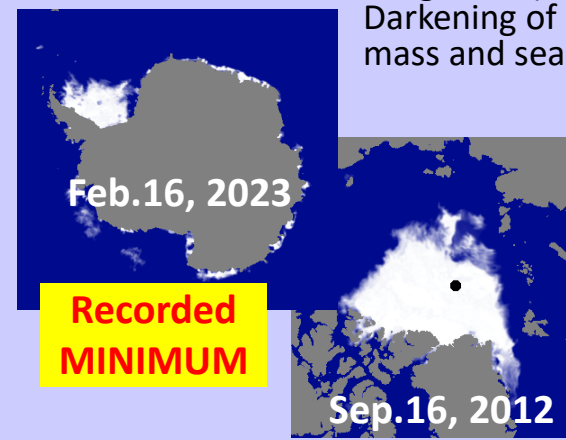 Darkening of
mass and sea
Feb.16, 2023
Recorded
MINIMUM
Sep.16, 2012